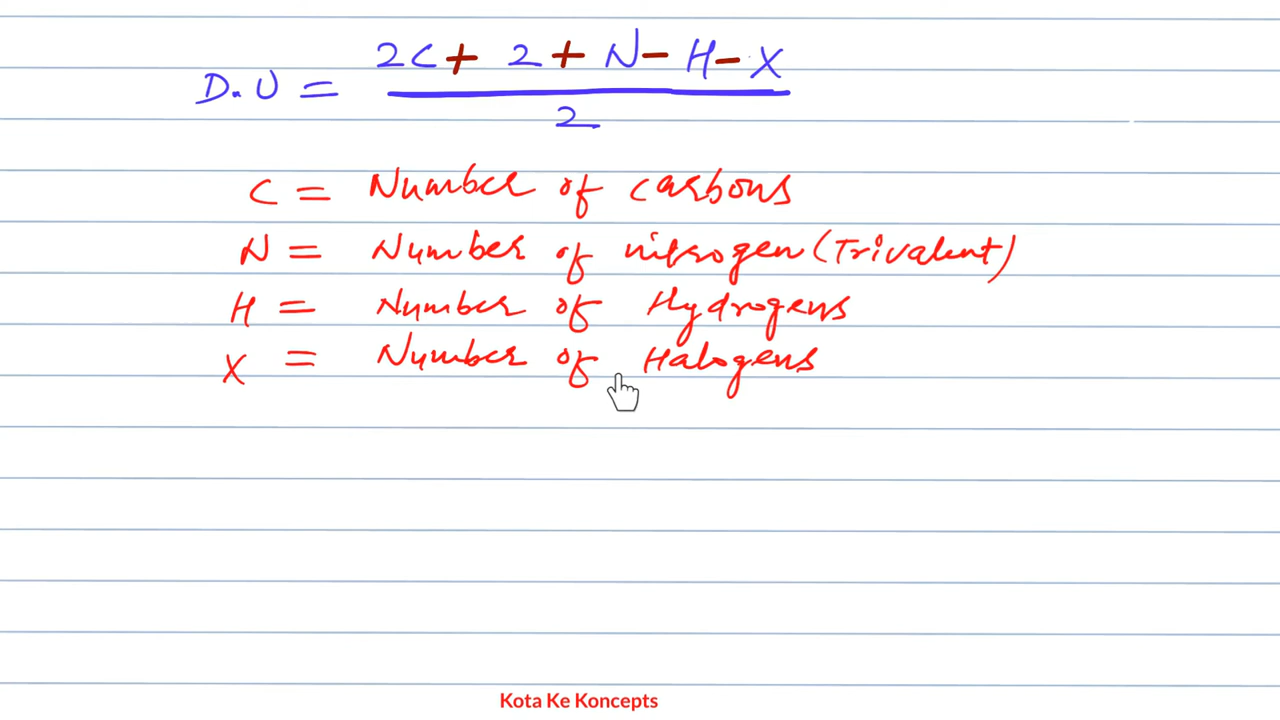 D.U = 2C + 2 + N - H - X
2
C = Number of carbons
N = Number of nitrogen (Trivalent)
H = Number of Hydrogens
X = Number of Halogens
Kota Ke Koncepts